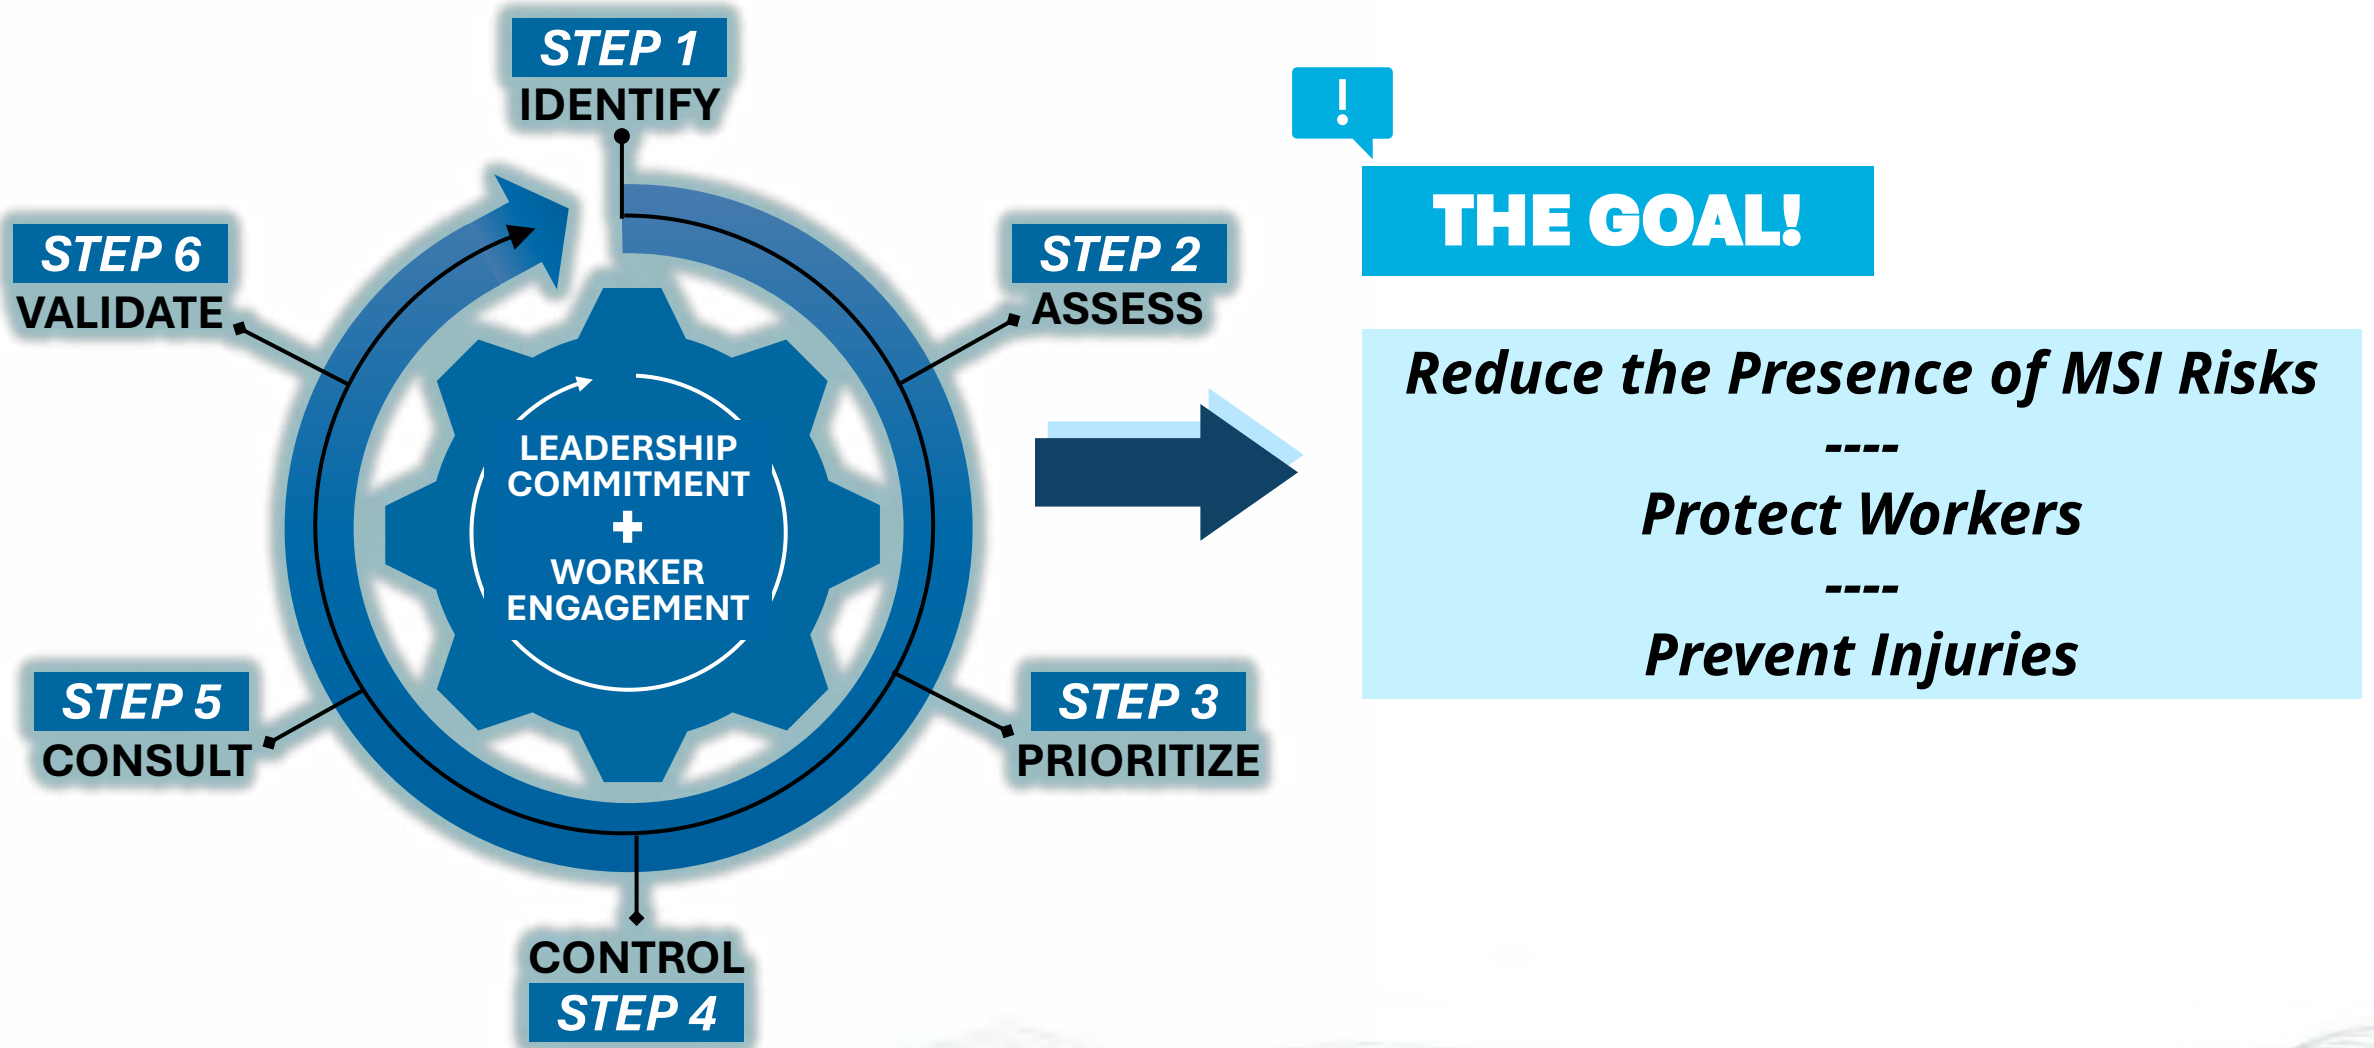 STEP 1
IDENTIFY
STEP 2
ASSESS
STEP 3
PRIORITIZE
CONTROL
STEP 4
STEP 5
CONSULT
STEP 6
VALIDATE
LEADERSHIP
COMMITMENT
+
WORKER
ENGAGEMENT
!
THE GOAL!
Reduce the Presence of MSI Risks
----
Protect Workers
----
Prevent Injuries